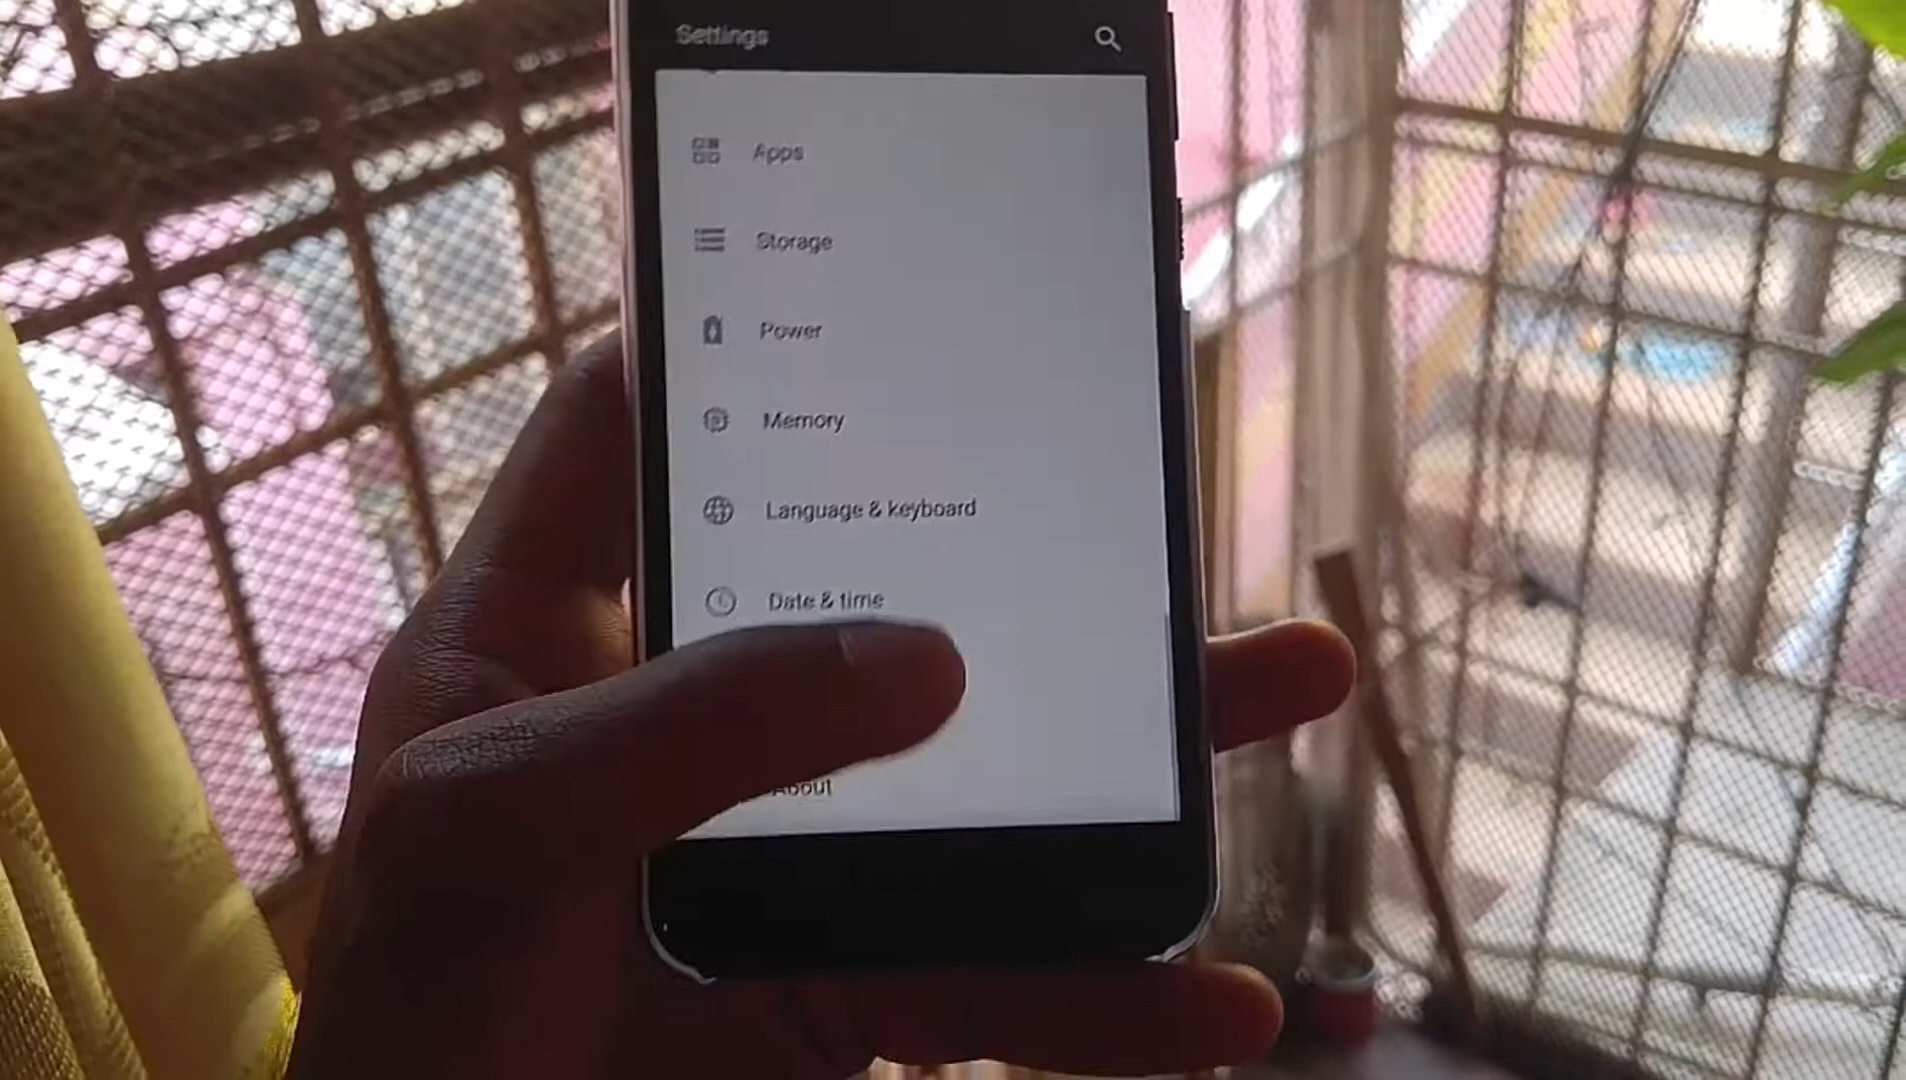 Settings
Apps
Storage
Power
Memory
Language & keyboard
Date & time
About